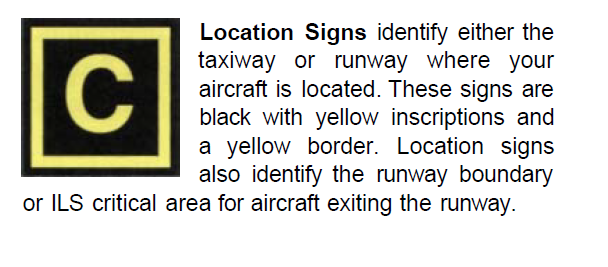 C
Location Signs identify either the
taxiway or runway where your
aircraft is located. These signs are
black with yellow inscriptions and
a yellow border. Location signs
also identify the runway boundary
or ILS critical area for aircraft exiting the runway.